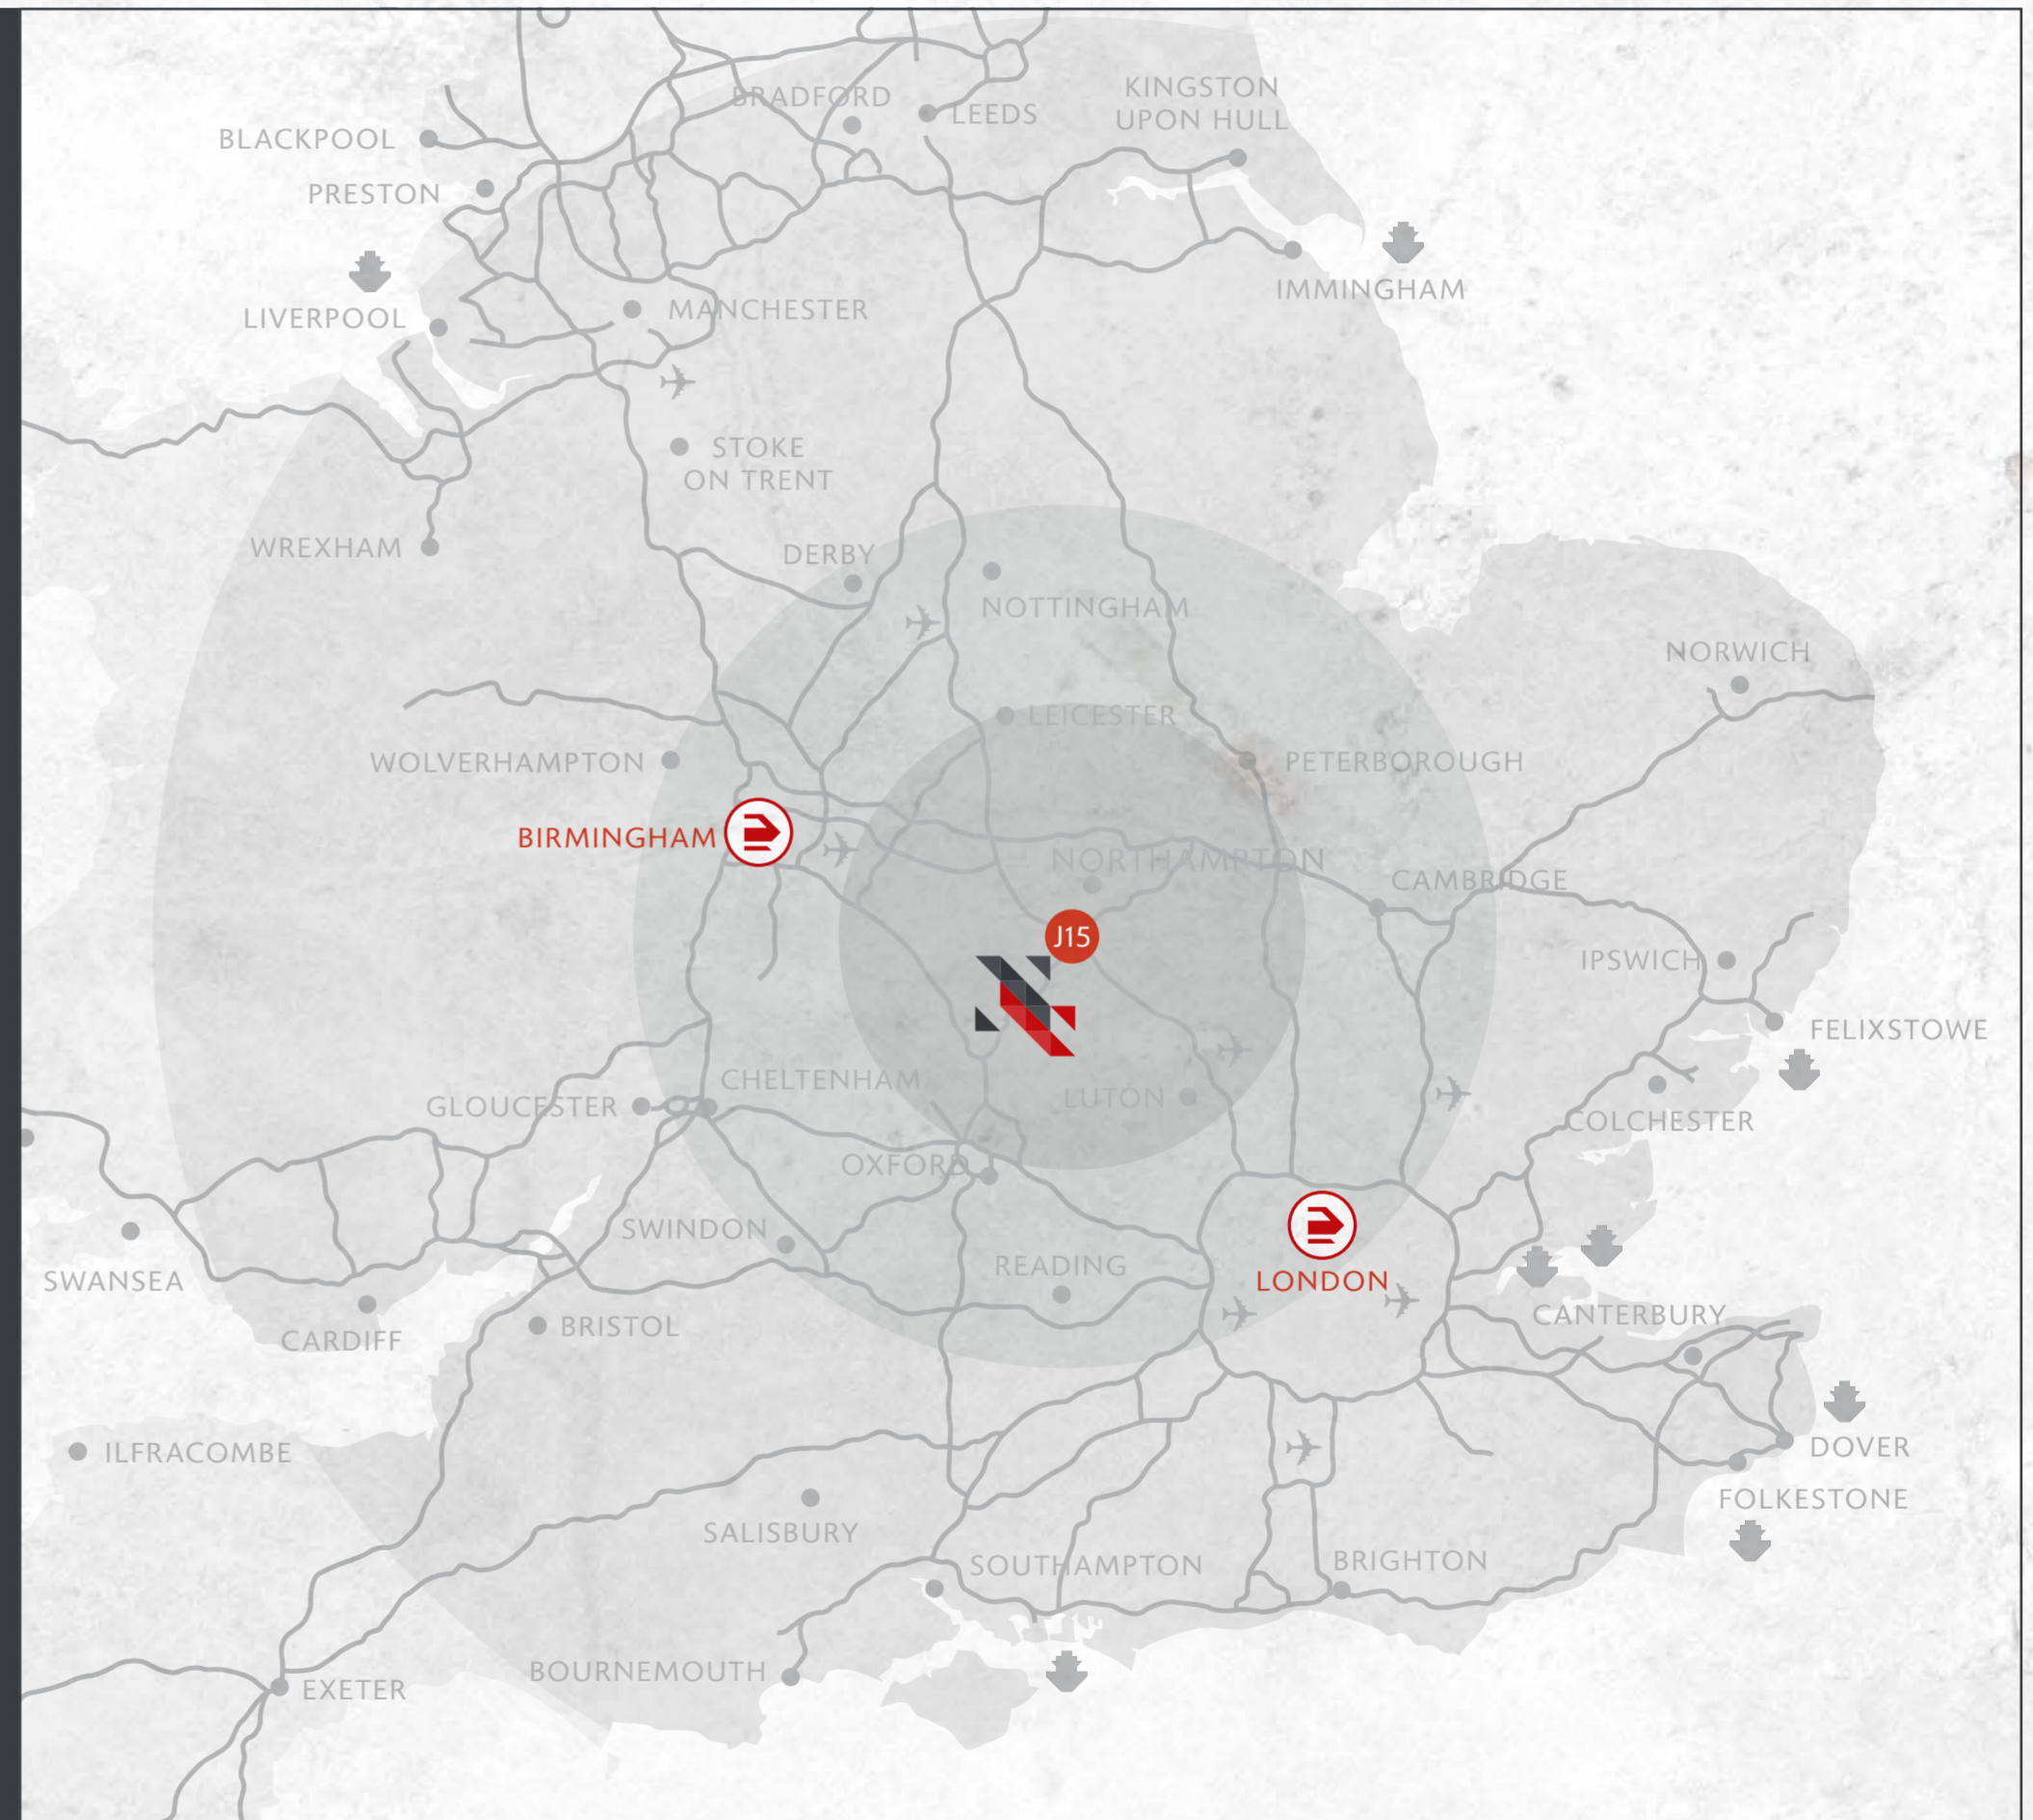 KINGSTON
UPON HULL
BRADFORD
LEEDS
BLACKPOOL
PRESTON
IMMINGHAM
MANCHESTER
LIVERPOOL
STOKE
ON TRENT
WREXHAM
DERBY
NOTTINGHAM
NORWICH
LEICESTER
WOLVERHAMPTON
PETERBOROUGH
BIRMINGHAM
NORTHAMPTON
CAMBRIDGE
J15
IPSWICH
FELIXSTOWE
CHELTENHAM
LUTON
GLOUCESTER
COLCHESTER
OXFORD
SWINDON
READING
LONDON
SWANSEA
CANTERBURY
BRISTOL
CARDIFF
DOVER
ILFRACOMBE
FOLKESTONE
SALISBURY
SOUTHAMPTON
BRIGHTON
BOURNEMOUTH
EXETER